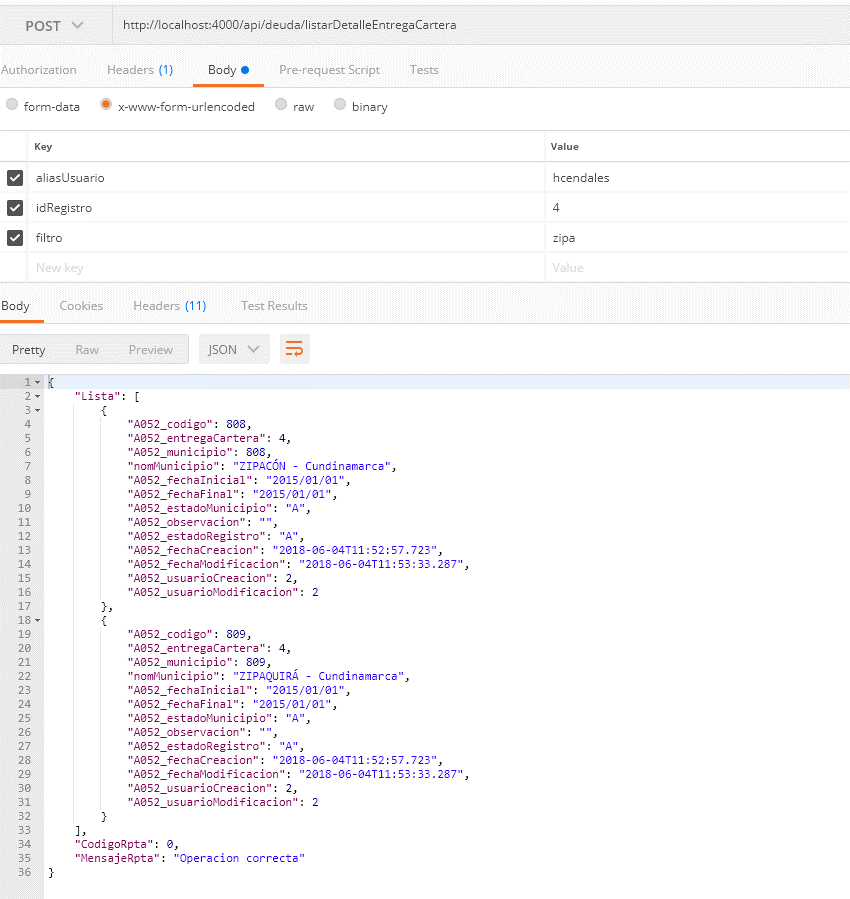 POST http://localhost:4000/api/deuda/listarDetalleEntregaCartera
Authorization Headers (1) Body Pre-request Script Tests
form-data x-www-form-urlencoded raw binary
Key Value
aliasUsuario hcendales
idRegistro 4
filtro zipa
New key Value
Body Cookies Headers (11) Test Results
Pretty Raw Preview JSON
1 {
2 "Lista": [
3 {
4 "A052_codigo": 808,
5 "A052_entregaCartera": 4,
6 "A052_municipio": 808,
7 "nomMunicipio": "ZIPACÓN - Cundinamarca",
8 "A052_fechaInicial": "2015/01/01",
9 "A052_fechaFinal": "2015/01/01",
10 "A052_estadoMunicipio": "A",
11 "A052_observacion": "",
12 "A052_estadoRegistro": "A",
13 "A052_fechaCreacion": "2018-06-04T11:52:57.723",
14 "A052_fechaModificacion": "2018-06-04T11:53:33.287",
15 "A052_usuarioCreacion": 2,
16 "A052_usuarioModificacion": 2
17 },
18 {
19 "A052_codigo": 809,
20 "A052_entregaCartera": 4,
21 "A052_municipio": 809,
22 "nomMunicipio": "ZIPAQUIRÁ - Cundinamarca",
23 "A052_fechaInicial": "2015/01/01",
24 "A052_fechaFinal": "2015/01/01",
25 "A052_estadoMunicipio": "A",
26 "A052_observacion": "",
27 "A052_estadoRegistro": "A",
28 "A052_fechaCreacion": "2018-06-04T11:52:57.723",
29 "A052_fechaModificacion": "2018-06-04T11:53:33.287",
30 "A052_usuarioCreacion": 2,
31 "A052_usuarioModificacion": 2
32 }
33 ],
34 "CodigoRpta": 0,
35 "MensajeRpta": "Operacion correcta"
36 }